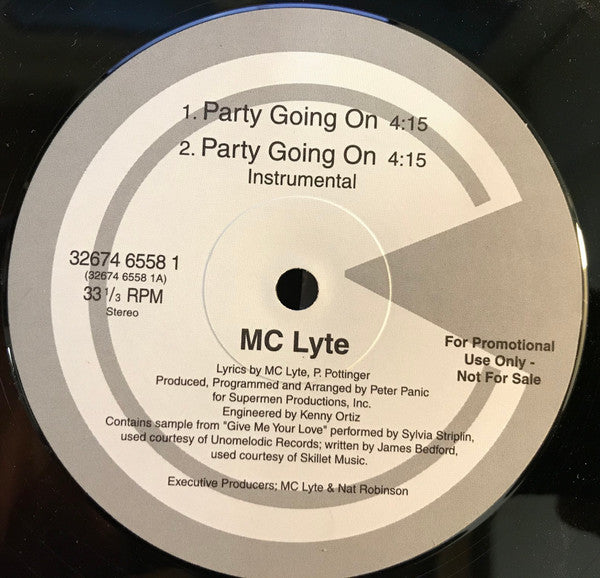 1. Party Going On 4:15
2. Party Going On 4:15
Instrumental
32674 6558 1
(32674 6558 1A)
33 1/3 RPM
Stereo
MC Lyte
For Promotional
Use Only -
Not For Sale
Lyrics by MC Lyte, P. Pottinger
Produced, Programmed and Arranged by Peter Panic
for Supermen Productions, Inc.
Engineered by Kenny Ortiz
Contains sample from "Give Me Your Love" performed by Sylvia Striplin,
used courtesy of Unomelodic Records; written by James Bedford,
used courtesy of Skillet Music.
Executive Producers; MC Lyte & Nat Robinson